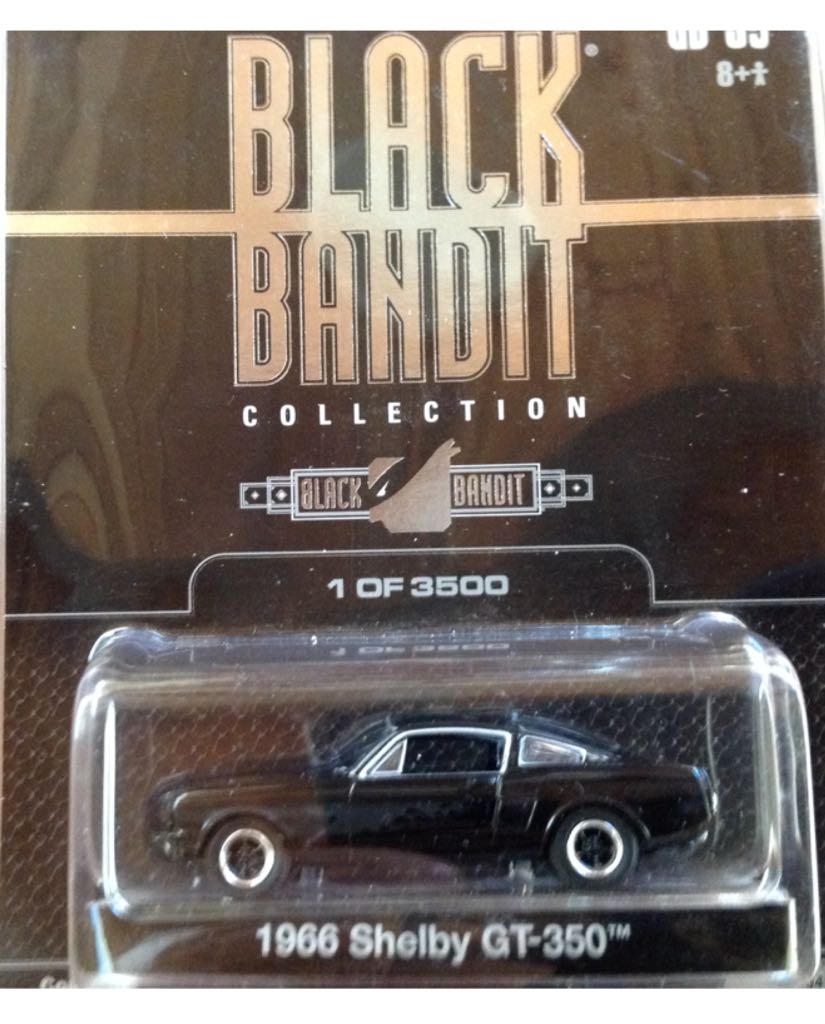 8+
BLACK®
BANDIT
COLLECTION
BLACK BANDIT
1 OF 3500
1966 Shelby GT-350™